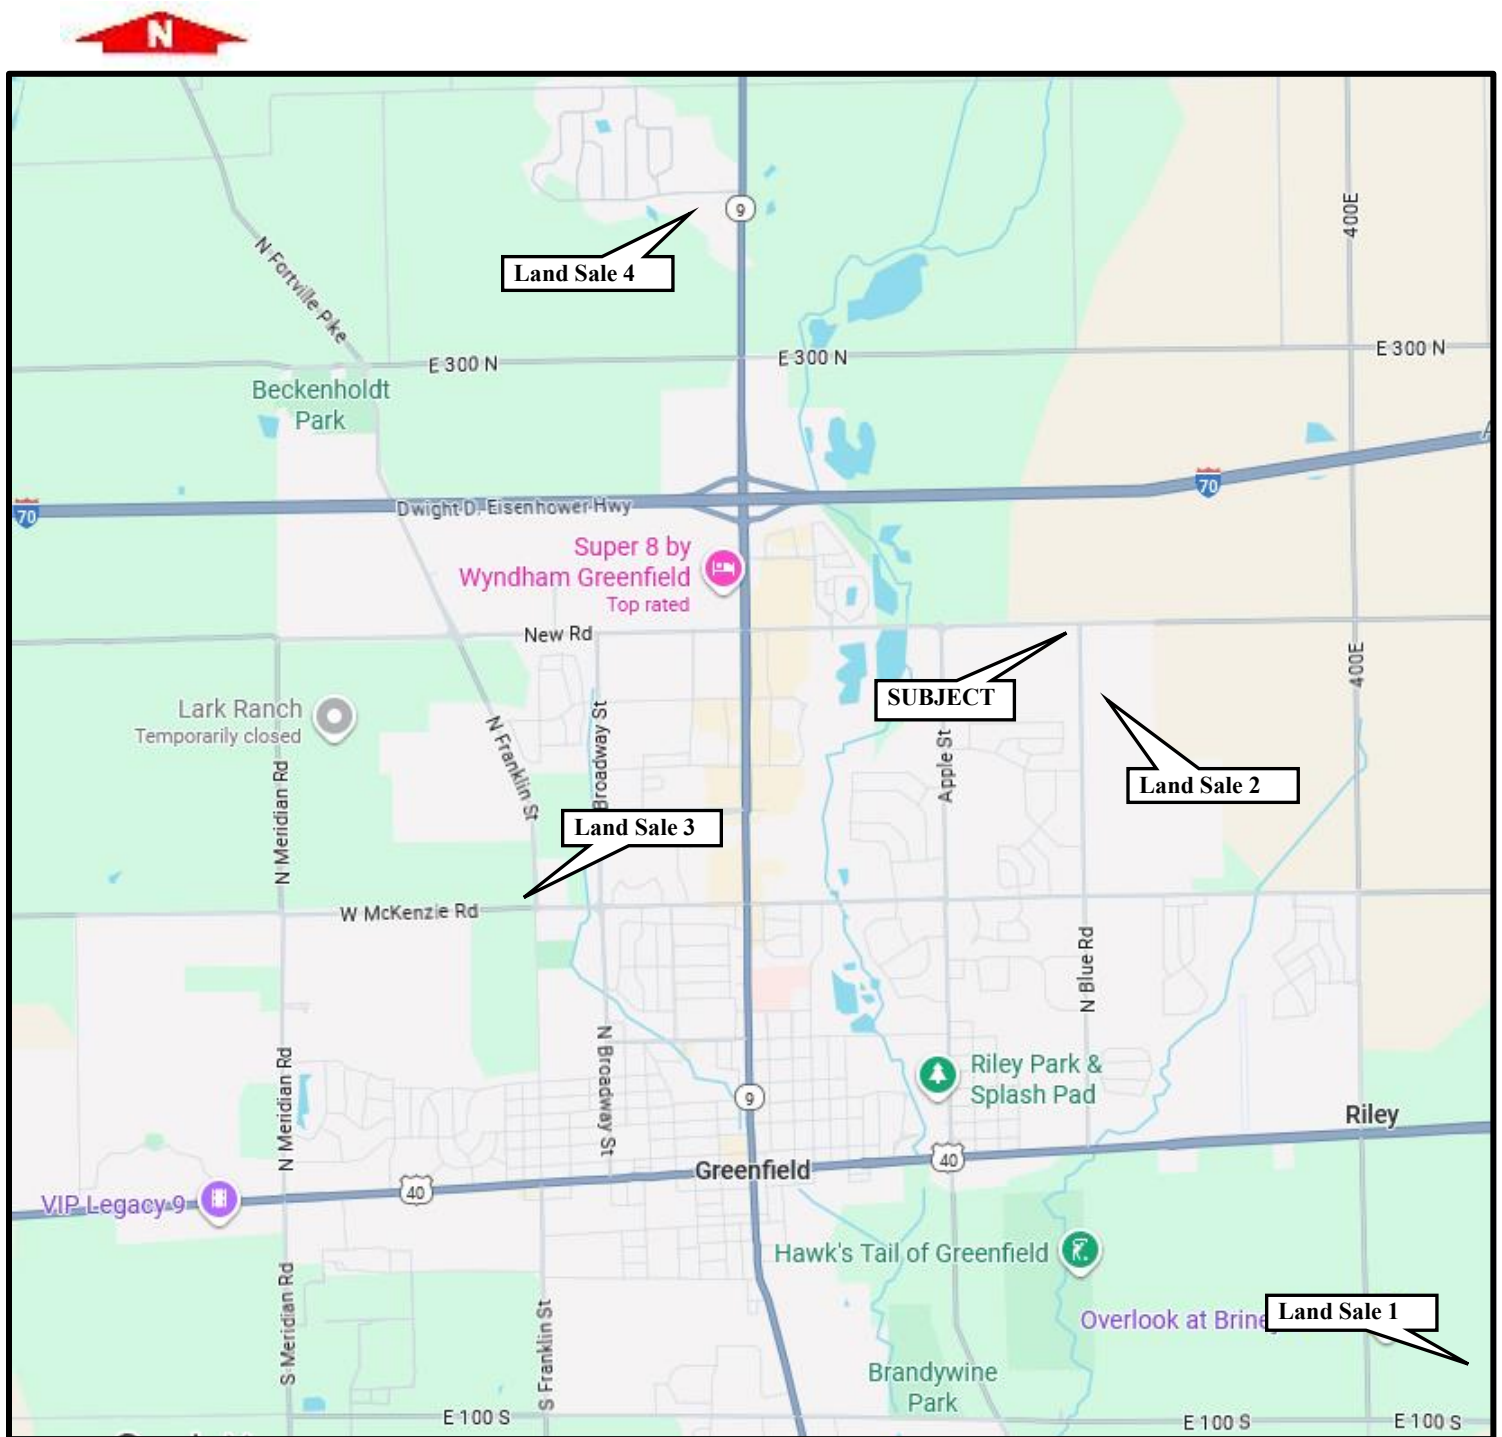 N
9
Land Sale 4
400E
N Fortville Pike
E 300 N
E 300 N
E 300 N
Beckenholdt
Park
70
Dwight D. Eisenhower Hwy
70
Super 8 by
Wyndham Greenfield
Top rated
New Rd
SUBJECT
400E
Lark Ranch
Temporarily closed
N Franklin St
Broadway St
Apple St
Land Sale 2
N Meridian Rd
Land Sale 3
W McKenzie Rd
N Blue Rd
N Meridian Rd
N Broadway St
9
Riley Park &
Splash Pad
Riley
Greenfield
40
40
VIP Legacy 9
Hawk's Tail of Greenfield
S Meridian Rd
S Franklin St
Overlook at
Land Sale 1
Brandywine
Park
E 100 S
E 100 S
E 100 S